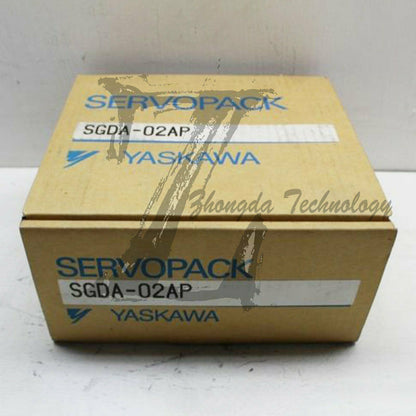 SERVOPACK
SGDA-02AP
YASKAWA
Zhongda Technology
SERVOPACK
SGDA-02AP
YASKAWA